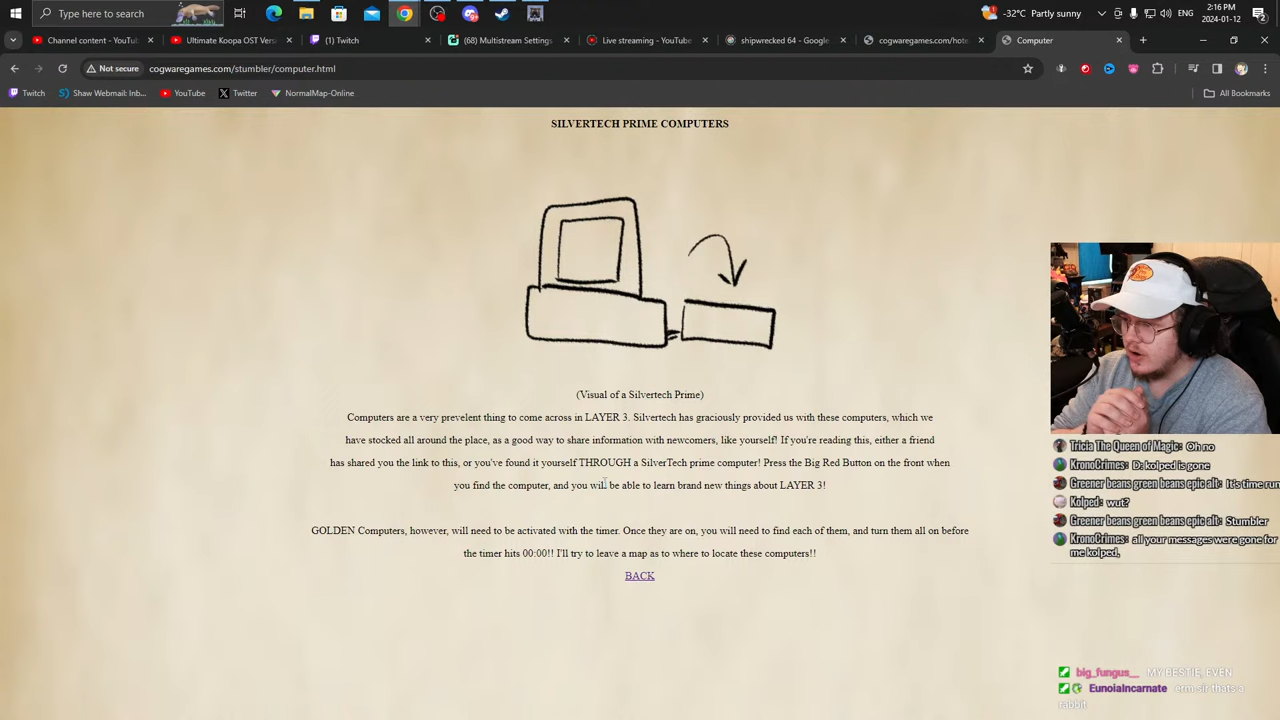 Type here to search
-32°C Partly sunny
ENG
2:16 PM
2024-01-12
Channel content - YouTu
Ultimate Koopa OST Vers
(1) Twitch
(68) Multistream Settings
Live streaming - YouTube
shipwrecked 64 - Google
cogwaregames.com/hote
Computer
Not secure
cogwaregames.com/stumbler/computer.html
Twitch
Shaw Webmail: Inb...
YouTube
Twitter
NormalMap-Online
All Bookmarks
SILVERTECH PRIME COMPUTERS
(Visual of a Silvertech Prime)
Computers are a very prevelent thing to come across in LAYER 3. Silvertech has graciously provided us with these computers, which we
have stocked all around the place, as a good way to share information with newcomers, like yourself! If you're reading this, either a friend
has shared you the link to this, or you've found it yourself THROUGH a SilverTech prime computer! Press the Big Red Button on the front when
you find the computer, and you will be able to learn brand new things about LAYER 3!
GOLDEN Computers, however, will need to be activated with the timer. Once they are on, you will need to find each of them, and turn them all on before
the timer hits 00:00!! I'll try to leave a map as to where to locate these computers!!
BACK
Tricia The Queen of Magic: Oh no
KronoCrimes: D: kolped is gone
Greener beans green beans epic alt: It's time run
Kolped: wut?
Greener beans green beans epic alt: Stumbler
KronoCrimes: all your messages were gone for
me kolped,
big_fungus__ MY BESTIE, EVEN
EunoiaIncarnate erm sir thats a
rabbit